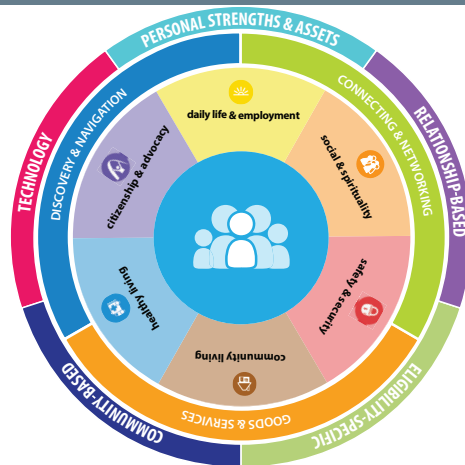 PERSONAL STRENGTHS & ASSETS
RELATIONSHIP-BASED
ELIGIBILITY-SPECIFIC
COMMUNITY-BASED
TECHNOLOGY
DISCOVERY & NAVIGATION
CONNECTING & NETWORKING
GOODS & SERVICES
daily life & employment
social & spirituality
safety & security
community living
healthy living
citizenship & advocacy